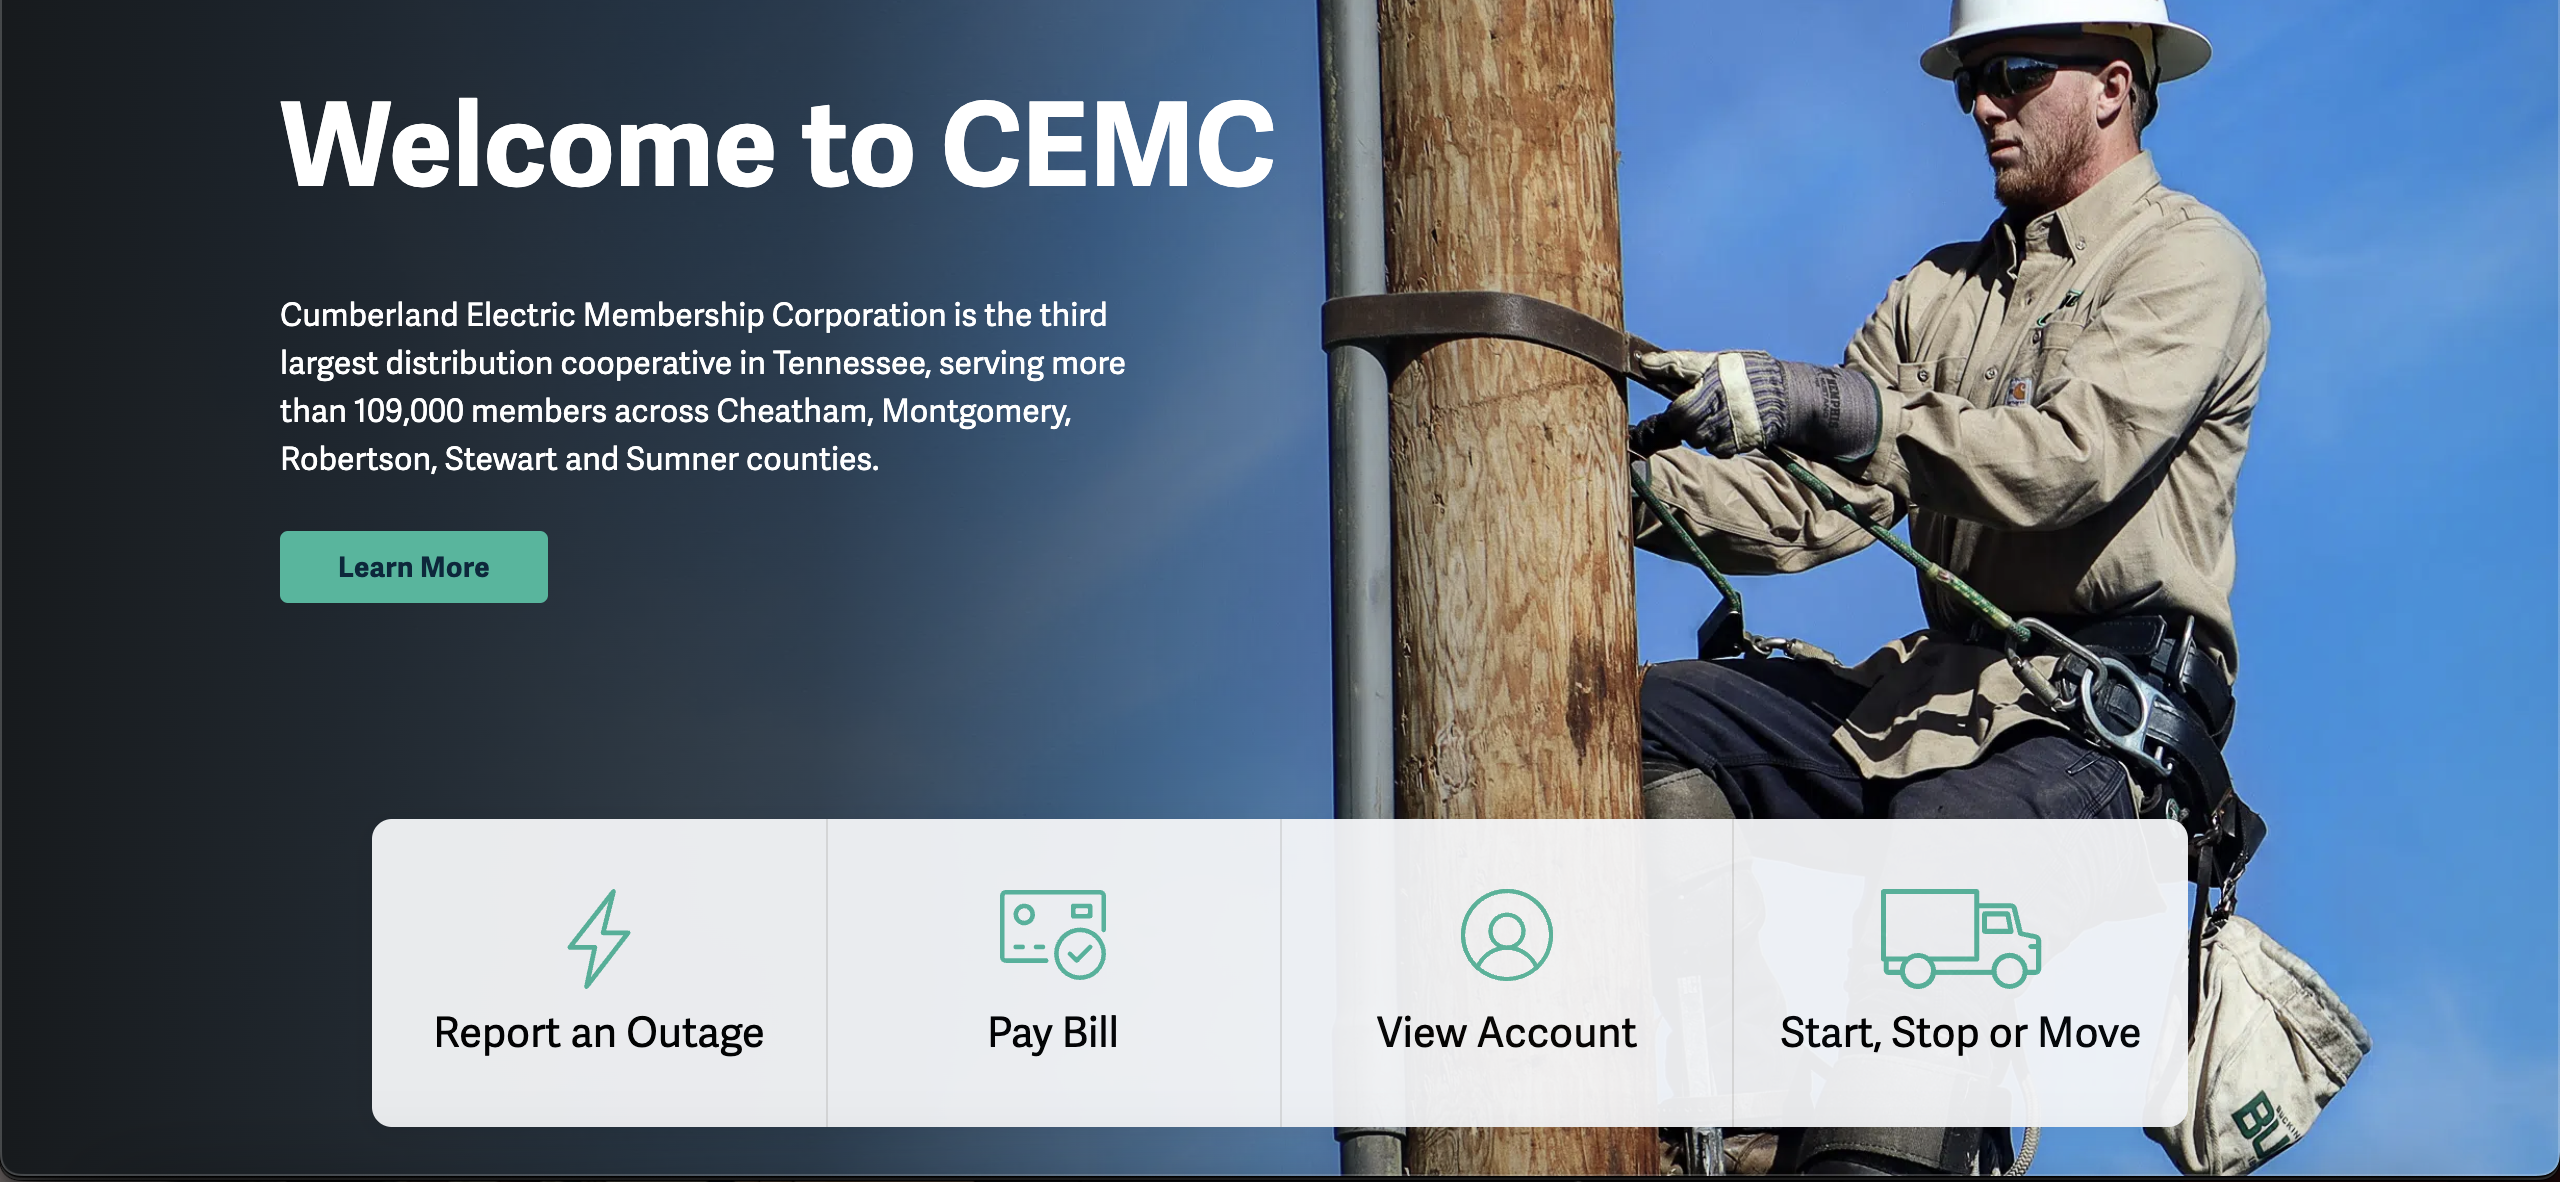 Welcome to CEMC
Cumberland Electric Membership Corporation is the third
largest distribution cooperative in Tennessee, serving more
than 109,000 members across Cheatham, Montgomery,
Robertson, Stewart and Sumner counties.
Learn More
Report an Outage
Pay Bill
View Account
Start, Stop or Move
BU